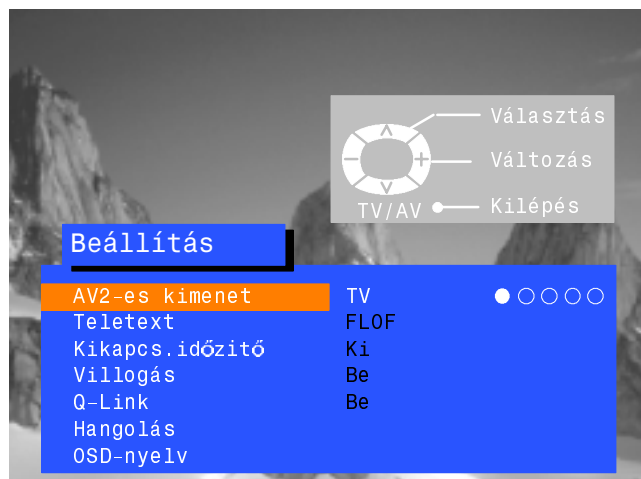 Választás
Változás
TV/AV Kilépés
Beállítás
AV2-es kimenet TV
Teletext FLOF
Kikapcs.időzitő Ki
Villogás Be
Q-Link Be
Hangolás
OSD-nyelv